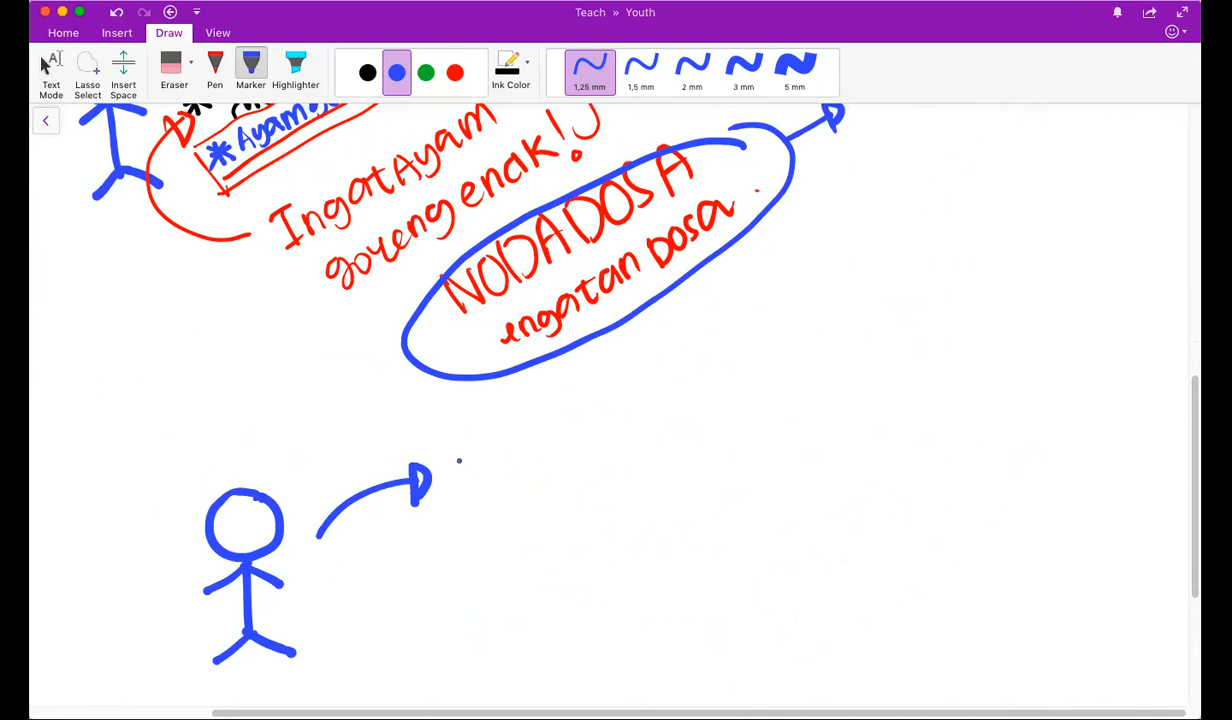 Teach » Youth
Home Insert Draw View
Text Mode
Lasso Select
Insert Space
Eraser
Pen
Marker
Highlighter
Ink Color
1,25 mm
1,5 mm
2 mm
3 mm
5 mm
* Ayam
Ingat Ayam
goreng enak!
NODA DOSA
ingatan Dosa